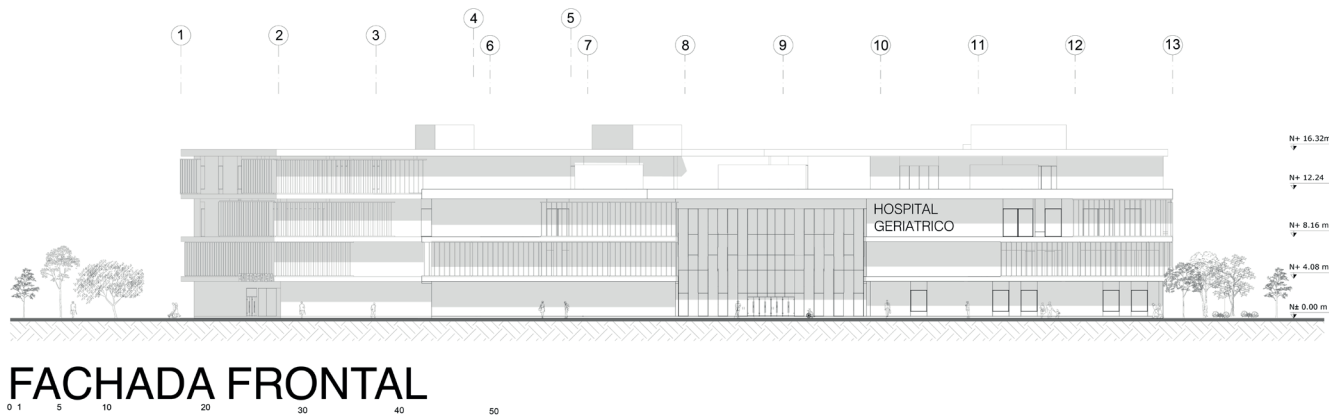 4 5
1 2 3 6 7 8 9 10 11 12 13
N+ 16.32m
N+ 12.24
HOSPITAL
GERIATRICO
N+ 8.16 m
N+ 4.08 m
N± 0.00 m
FACHADA FRONTAL
0 1 5 10 20 30 40 50